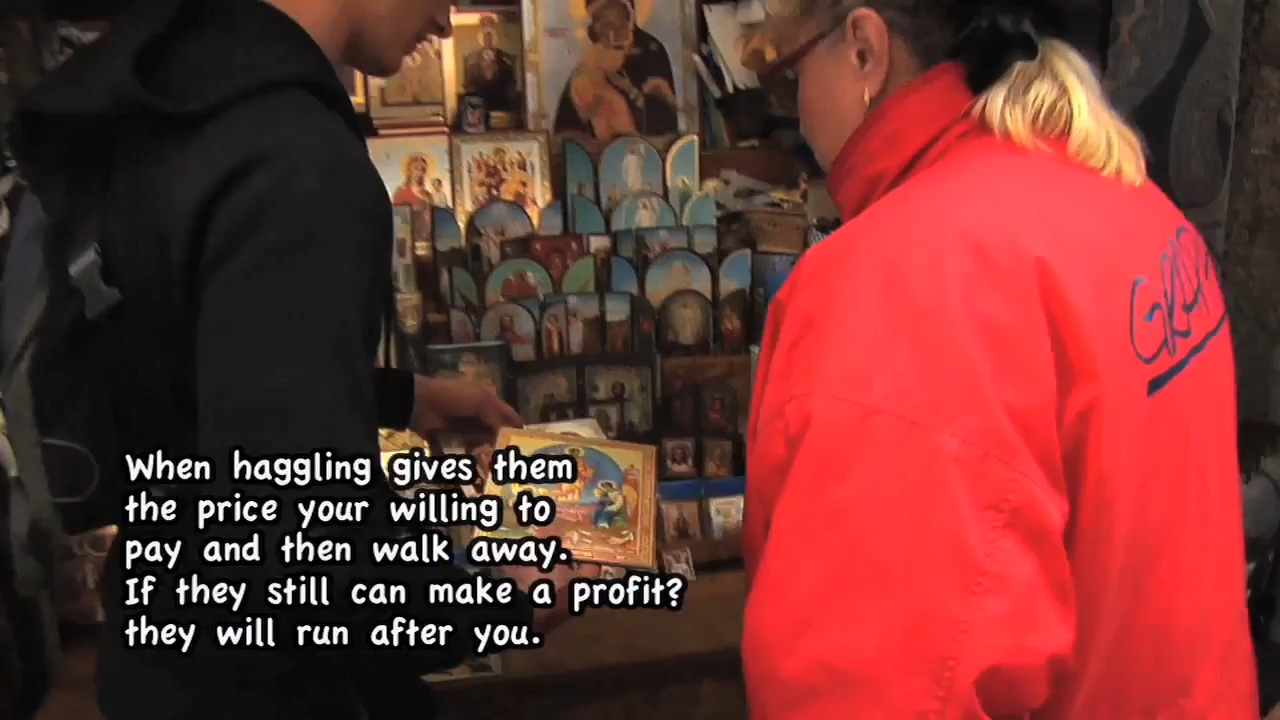 When haggling gives them
the price your willing to
pay and then walk away.
If they still can make a profit?
they will run after you.